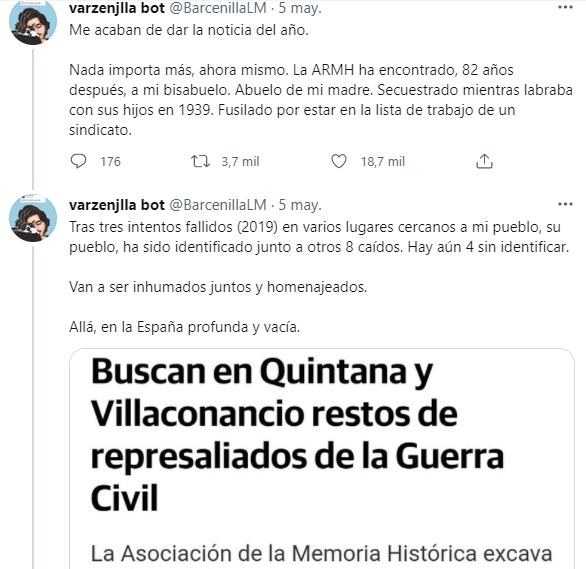 varzenjlla bot @BarcenillaLM · 5 may.
Me acaban de dar la noticia del año.
Nada importa más, ahora mismo. La ARMH ha encontrado, 82 años
después, a mi bisabuelo. Abuelo de mi madre. Secuestrado mientras labraba
con sus hijos en 1939. Fusilado por estar en la lista de trabajo de un
sindicato.
176 3,7 mil 18,7 mil
varzenjlla bot @BarcenillaLM · 5 may.
Tras tres intentos fallidos (2019) en varios lugares cercanos a mi pueblo, su
pueblo, ha sido identificado junto a otros 8 caídos. Hay aún 4 sin identificar.
Van a ser inhumados juntos y homenajeados.
Allá, en la España profunda y vacía.
Buscan en Quintana y
Villaconancio restos de
represaliados de la Guerra
Civil
La Asociación de la Memoria Histórica excava